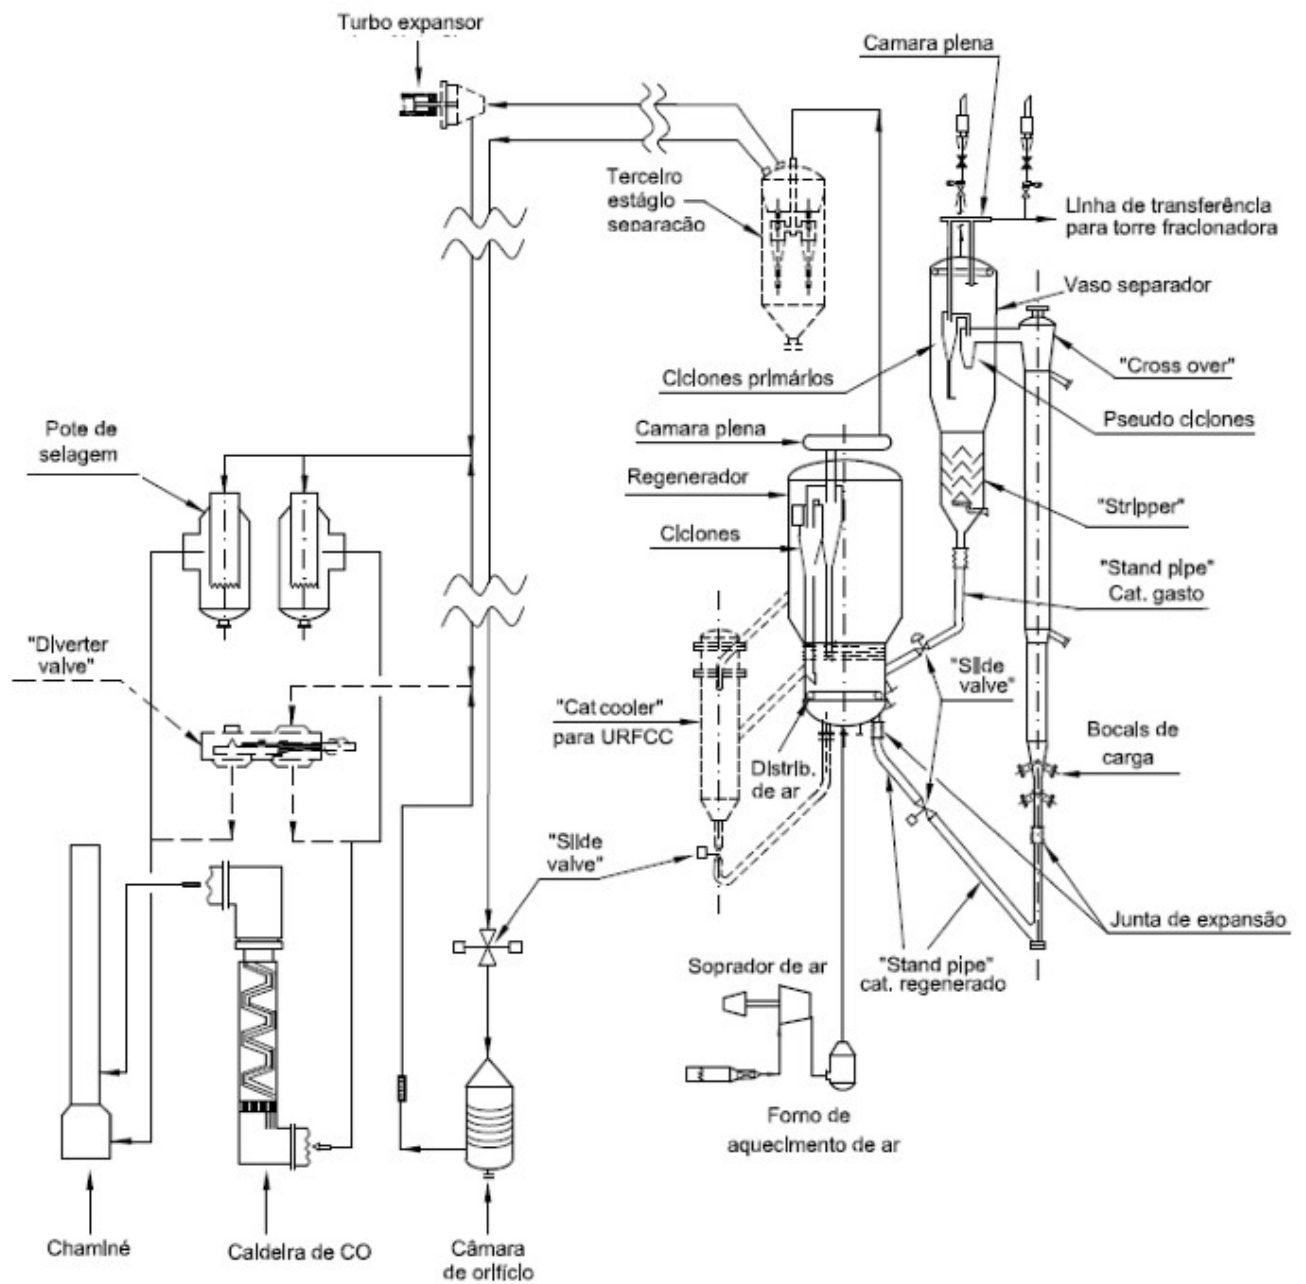 Turbo expansor
Camara plena
Terceiro
estágio
separação
Linha de transferência
para torre fracionadora
Vaso separador
"Cross over"
Ciclones primários
Pseudo ciclones
Pote de
selagem
Camara plena
Regenerador
"Stripper"
Ciclones
"Stand pipe"
Cat. gasto
"Diverter
valve"
"Slide
valve"
"Cat cooler"
para URFCC
Distrib.
de ar
Bocais de
carga
"Slide
valve"
Junta de expansão
Soprador de ar
"Stand pipe"
cat. regenerado
Forno de
aquecimento de ar
Chaminé
Caldeira de CO
Câmara
de orifício